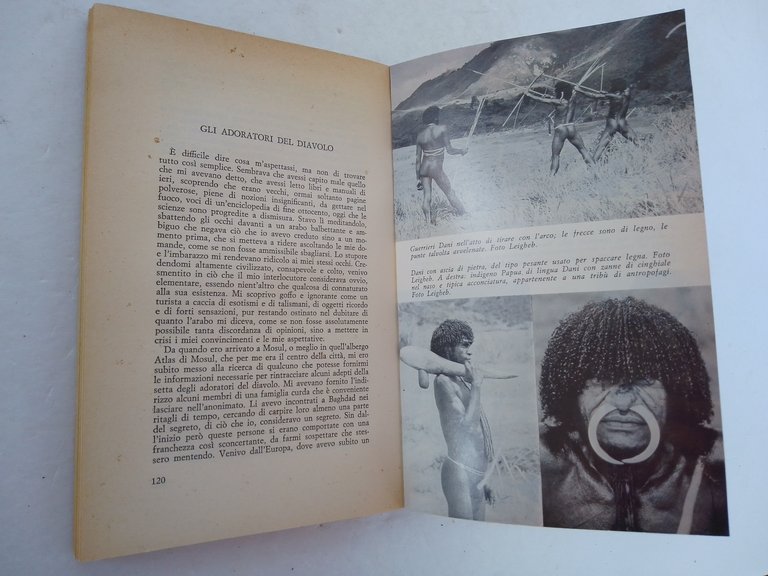 GLI ADORATORI DEL DIAVOLO
È difficile dire cosa m'aspettassi, ma non di trovare
tutto così semplice. Sembrava che avessi capito male quello
che mi avevano detto, che avessi letto libri e manuali di
ieri, scoprendo che erano vecchi, ormai soltanto pagine
polverose, piene di nozioni insignificanti, da gettare nel
fuoco, voci di un'enciclopedia di fine ottocento, oggi che le
scienze sono progredite a dismisura. Stavo lì meditandolo,
sbattendo gli occhi davanti a un arabo balbettante e
ambiguo che negava ciò che io avevo creduto sino a un mo-
mento prima, che si metteva a ridere ascoltando le mie do-
mande, come se non fosse ammissibile sbagliarsi. Lo stupore
e l'imbarazzo mi rendevano ridicolo ai miei stessi occhi. Cre-
dendomi altamente civilizzato, consapevole e colto, venivo
smentito in ciò che il mio interlocutore considerava ovvio,
elementare, essendo nient'altro che qualcosa di connaturato
alla sua esistenza. Mi scoprivo goffo e ignorante come un
turista a caccia di esotismi e di talismani, di oggetti ricordo
e di forti sensazioni, pur restando ostinato nel dubitare di
quanto l'arabo mi diceva, come se non fosse assolutamente
possibile tanta discordanza di opinioni, sino a mettere in
crisi i miei convincimenti e le mie aspettative.
Da quando ero arrivato a Mosul, o meglio in quell'albergo
Atlas di Mosul, che per me era il centro della città, mi ero
subito messo alla ricerca di qualcuno che potesse fornirmi
le informazioni necessarie per rintracciare alcuni adepti della
setta degli adoratori del diavolo. Mi avevano fornito l'indi-
rizzo alcuni membri di una famiglia curda che è conveniente
lasciare nell'anonimato. Li avevo incontrati a Baghdad nei
ritagli di tempo, cercando di carpire loro almeno una parte
del segreto, di ciò che io, consideravo un segreto. Sin dal-
l'inizio però queste persone si erano comportate con una
franchezza così sconcertante, da farmi sospettare che stes-
sero mentendo. Venivo dall'Europa, dove avevo subito un
120
Guerrieri Dani nell'atto di tirare con l'arco; le frecce sono di legno, le
punte talvolta avvelenate. Foto Leigheb.
Dani con ascia di pietra, del tipo pesante usato per spaccare legna. Foto
Leigheb. A destra: indigeno Papua di lingua Dani con zanne di cinghiale
nel naso e tipica acconciatura, appartenente a una tribù di antropofagi.
Foto Leigheb.